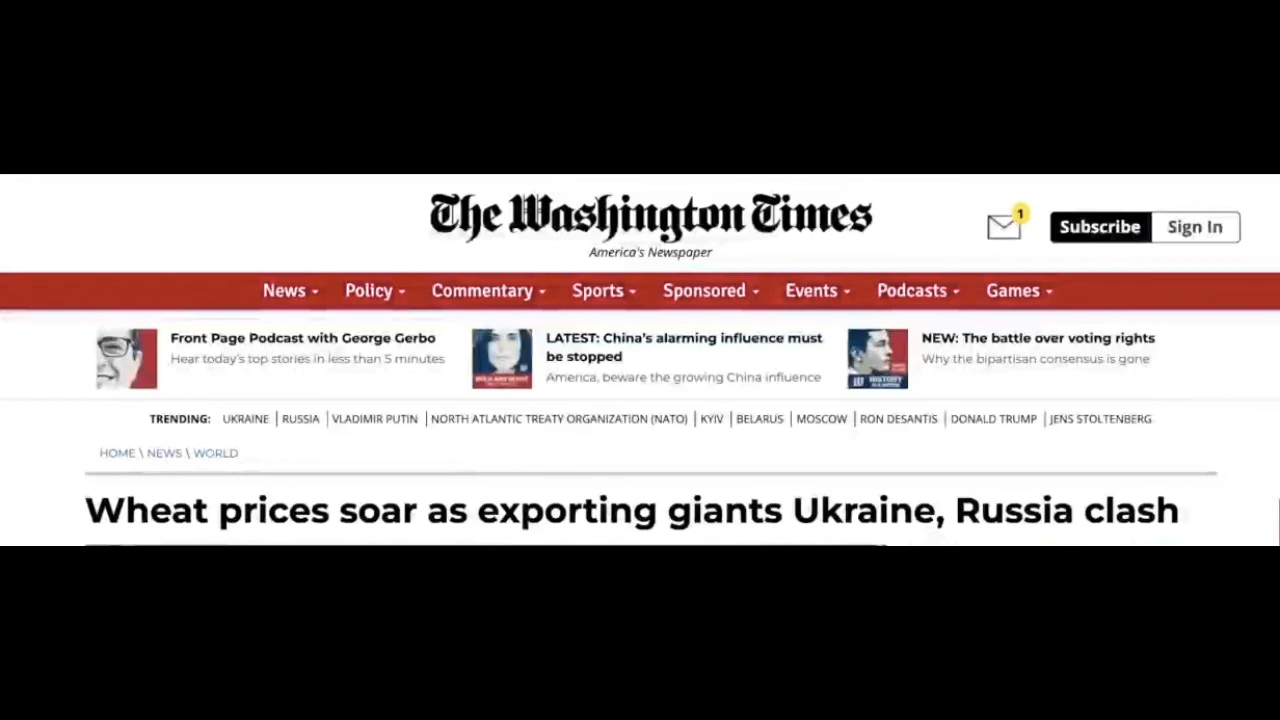 The Washington Times
America's Newspaper
1
Subscribe
Sign In
News
Policy
Commentary
Sports
Sponsored
Events
Podcasts
Games
Front Page Podcast with George Gerbo
Hear today's top stories in less than 5 minutes
LATEST: China's alarming influence must
be stopped
America, beware the growing China influence
NEW: The battle over voting rights
Why the bipartisan consensus is gone
TRENDING: UKRAINE | RUSSIA | VLADIMIR PUTIN | NORTH ATLANTIC TREATY ORGANIZATION (NATO) | KYIV | BELARUS | MOSCOW | RON DESANTIS | DONALD TRUMP | JENS STOLTENBERG
HOME \ NEWS \ WORLD
Wheat prices soar as exporting giants Ukraine, Russia clash